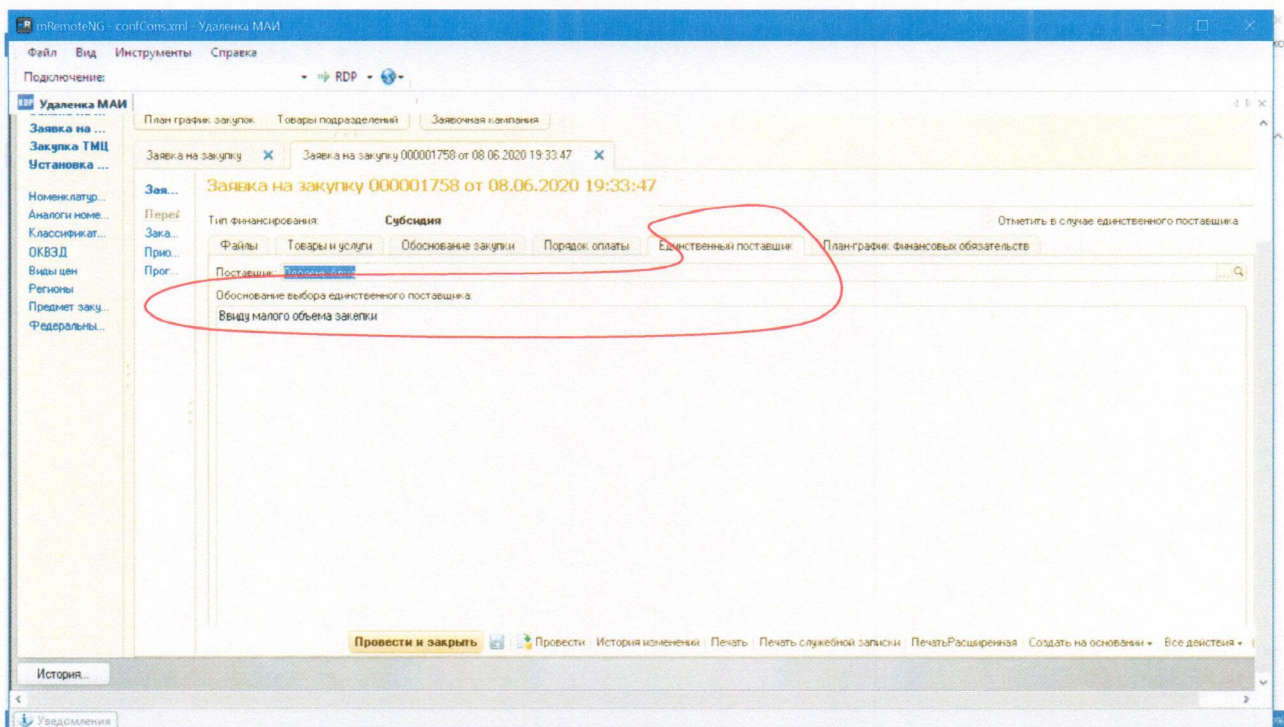 mRemoteNG - confCons.xml - Удаленка МАИ
Файл Вид Инструменты Справка
Подключение: RDP
RDP Удаленка МАИ
План график закупок Товары подразделений Заявочная кампания
Заявка на ...
Закупка ТМЦ
Установка ...
Номенклатур...
Аналоги номе...
Классификат...
ОКВЭД
Виды цен
Регионы
Предмет заку...
Федеральны...
Заявка на закупку Заявка на закупку 000001758 от 08.06.2020 19:33:47
Зая...
Зака...
Прио...
Прог...
Заявка на закупку 000001758 от 08.06.2020 19:33:47
Тип финансирования: Субсидия Отметить в случае единственного поставщика
Файлы Товары и услуги Обоснование закупки Порядок оплаты Единственный поставщик План-график финансовых обязательств
Поставщик:
Обоснование выбора единственного поставщика:
Ввиду малого объема закепки
Провести и закрыть Провести История изменений Печать Печать служебной записки ПечатьРасширенная Создать на основании Все действия
История...
Уведомления